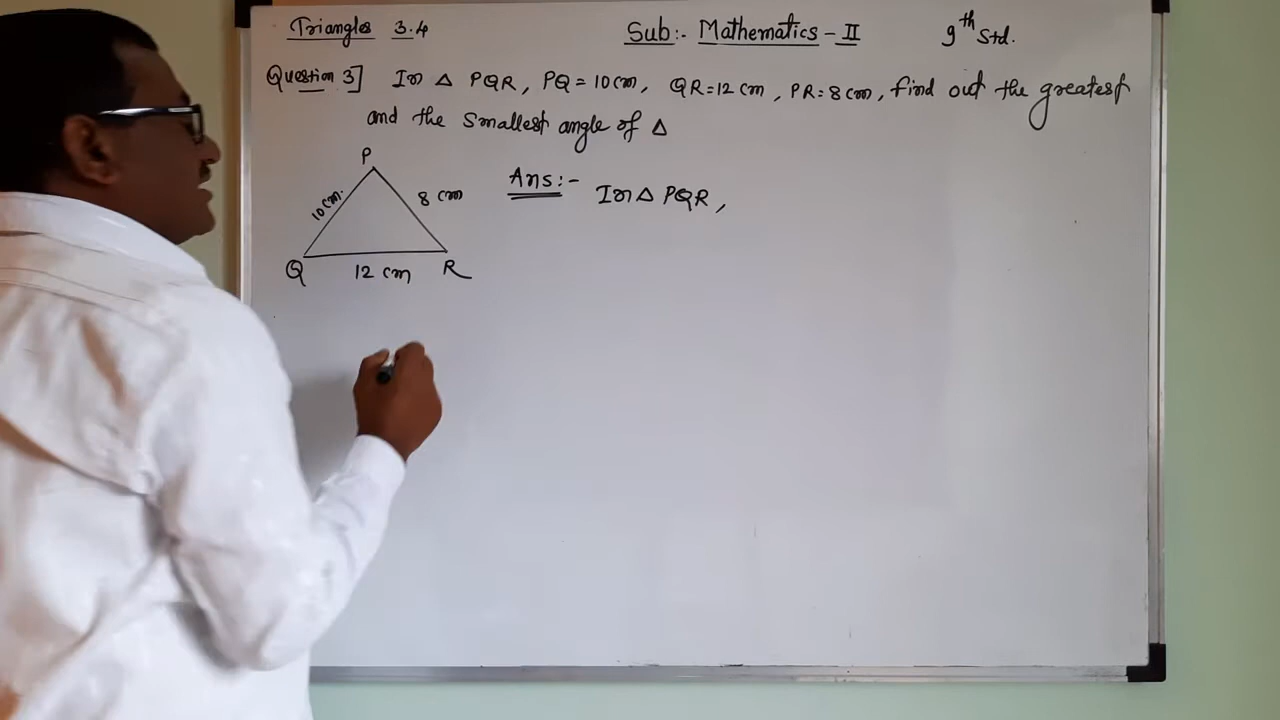 Triangles 3.4 Sub:- Mathematics - II 9th Std.
Question 3] In △ PQR, PQ = 10 cm, QR = 12 cm, PR = 8 cm, find out the greatest
and the smallest angle of △
P
10 cm. 8 cm
Q 12 cm R
Ans:- In △ PQR,